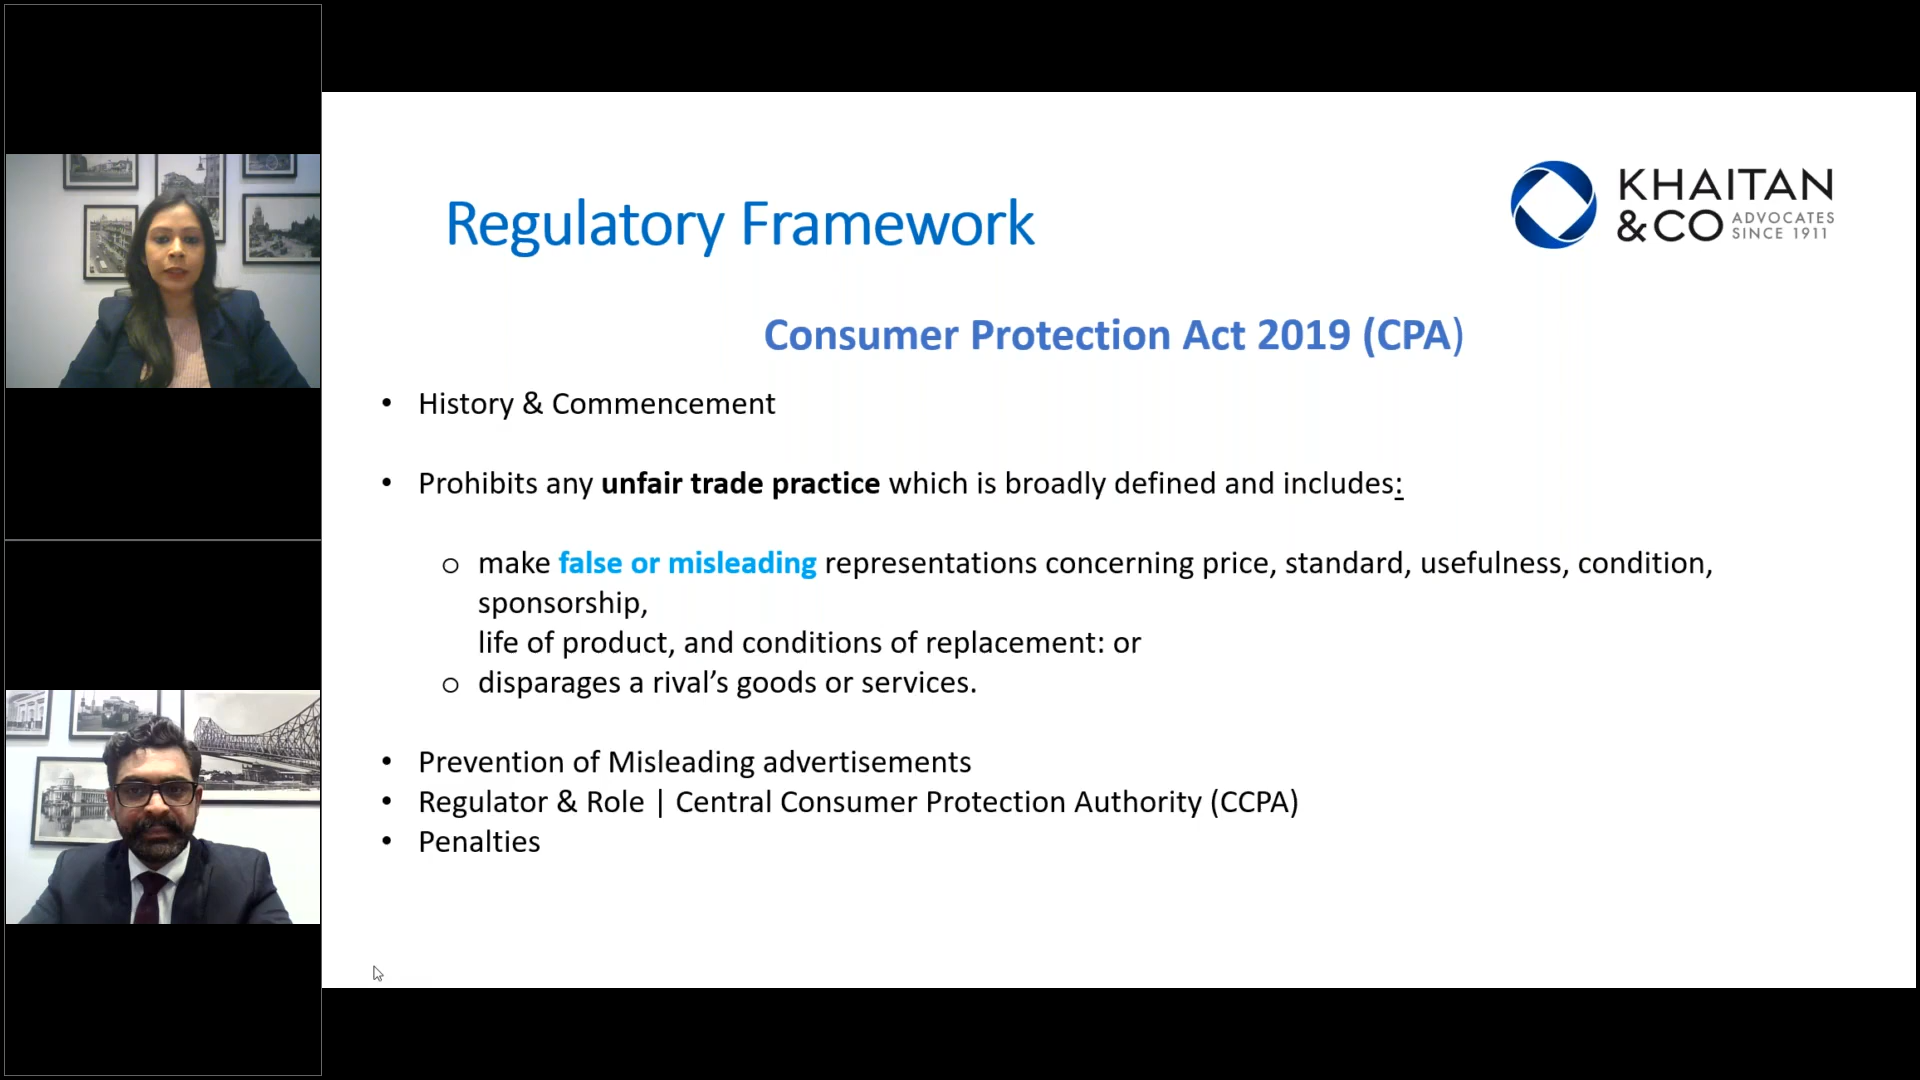 KHAITAN
&CO ADVOCATES
SINCE 1911
Regulatory Framework
Consumer Protection Act 2019 (CPA)
• History & Commencement
• Prohibits any unfair trade practice which is broadly defined and includes:
o make false or misleading representations concerning price, standard, usefulness, condition,
sponsorship,
life of product, and conditions of replacement: or
o disparages a rival’s goods or services.
• Prevention of Misleading advertisements
• Regulator & Role | Central Consumer Protection Authority (CCPA)
• Penalties